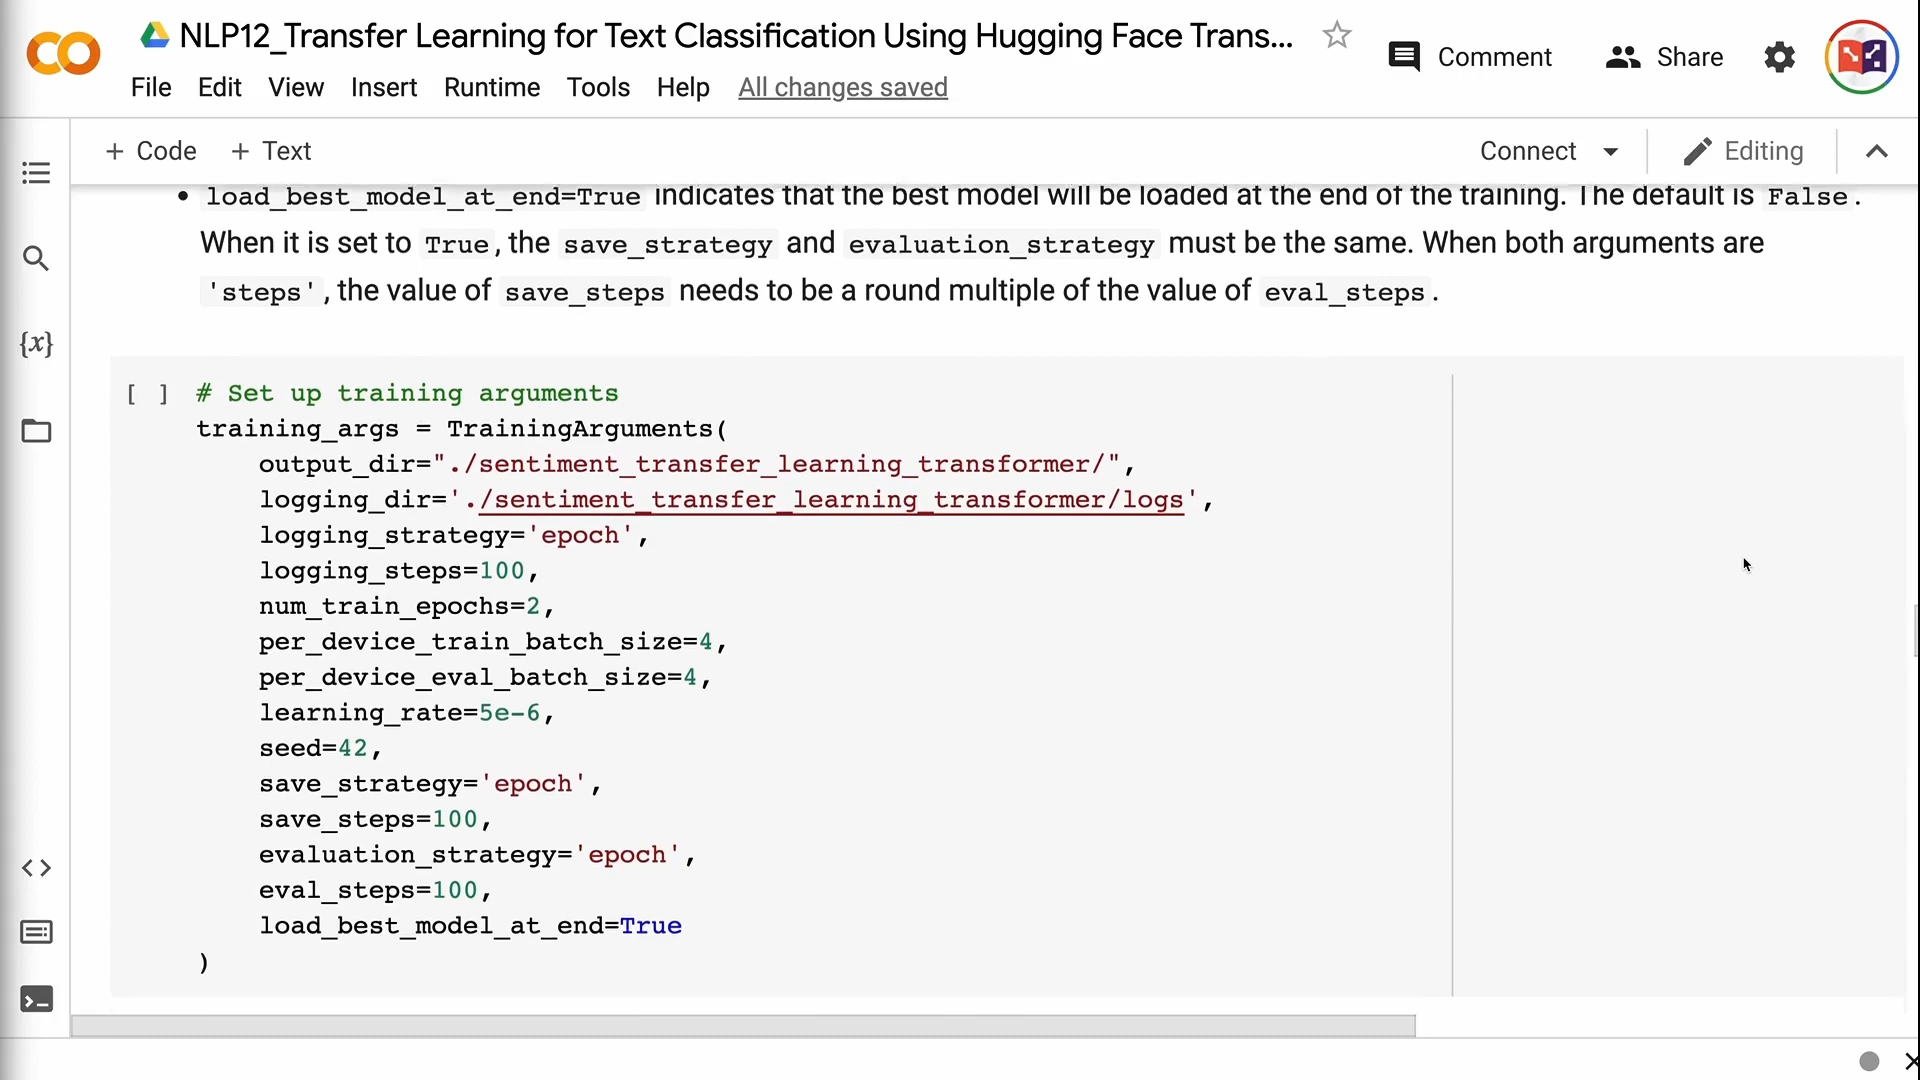 NLP12_Transfer Learning for Text Classification Using Hugging Face Trans...
Comment
Share
File Edit View Insert Runtime Tools Help All changes saved
+ Code + Text
Connect
Editing
• load_best_model_at_end=True indicates that the best model will be loaded at the end of the training. The default is False.
When it is set to True, the save_strategy and evaluation_strategy must be the same. When both arguments are
'steps', the value of save_steps needs to be a round multiple of the value of eval_steps.
{x}
[ ] # Set up training arguments
training_args = TrainingArguments(
output_dir="./sentiment_transfer_learning_transformer/",
logging_dir='./sentiment_transfer_learning_transformer/logs',
logging_strategy='epoch',
logging_steps=100,
num_train_epochs=2,
per_device_train_batch_size=4,
per_device_eval_batch_size=4,
learning_rate=5e-6,
seed=42,
save_strategy='epoch',
save_steps=100,
evaluation_strategy='epoch',
eval_steps=100,
load_best_model_at_end=True
)